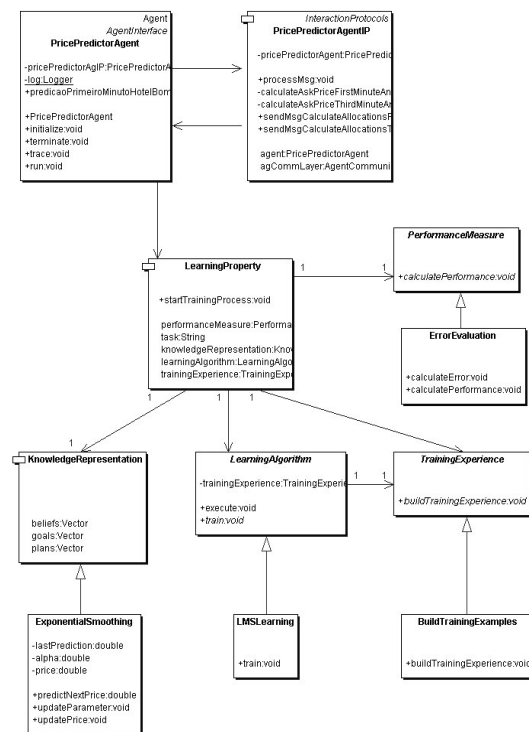 Agent
AgentInterface
PricePredictorAgent
-pricePredictorAgIP:PricePredictorA
-log:Logger
+predicaoPrimeiroMinutoHotelBom
+PricePredictorAgent
+initialize:void
+terminate:void
+trace:void
+run:void
InteractionProtocols
PricePredictorAgentIP
-pricePredictorAgent:PricePredic
+processMsg:void
-calculateAskPriceFirstMinuteAn
-calculateAskPriceThirdMinuteAr
+sendMsgCalculateAllocationsF
+sendMsgCalculateAllocationsT
agent:PricePredictorAgent
agCommLayer:AgentCommuni
LearningProperty
+startTrainingProcess:void
performanceMeasure:Performa
task:String
knowledgeRepresentation:Know
learningAlgorithm:LearningAlgo
trainingExperience:TrainingExpe
1
1
PerformanceMeasure
+calculatePerformance:void
ErrorEvaluation
+calculateError:void
+calculatePerformance:void
1
1
1
1
1
1
KnowledgeRepresentation
beliefs:Vector
goals:Vector
plans:Vector
LearningAlgorithm
-trainingExperience:TrainingExperie
+execute:void
+train:void
1
1
TrainingExperience
+buildTrainingExperience:void
ExponentialSmoothing
-lastPrediction:double
-alpha:double
-price:double
+predictNextPrice:double
+updateParameter:void
+updatePrice:void
LMSLearning
+train:void
BuildTrainingExamples
+buildTrainingExperience:void